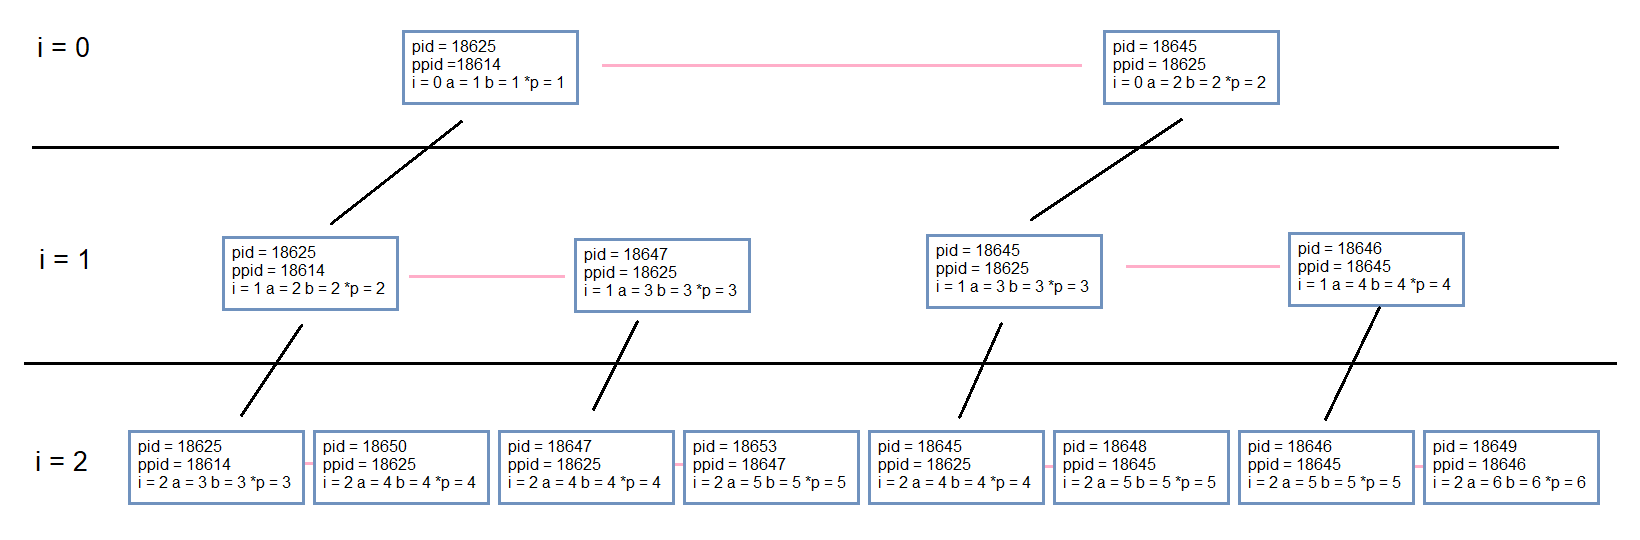 i = 0
pid = 18625
ppid =18614
i = 0 a = 1 b = 1 *p = 1
pid = 18645
ppid = 18625
i = 0 a = 2 b = 2 *p = 2
i = 1
pid = 18625
ppid = 18614
i = 1 a = 2 b = 2 *p = 2
pid = 18647
ppid = 18625
i = 1 a = 3 b = 3 *p = 3
pid = 18645
ppid = 18625
i = 1 a = 3 b = 3 *p = 3
pid = 18646
ppid = 18645
i = 1 a = 4 b = 4 *p = 4
i = 2
pid = 18625
ppid = 18614
i = 2 a = 3 b = 3 *p = 3
pid = 18650
ppid = 18625
i = 2 a = 4 b = 4 *p = 4
pid = 18647
ppid = 18625
i = 2 a = 4 b = 4 *p = 4
pid = 18653
ppid = 18647
i = 2 a = 5 b = 5 *p = 5
pid = 18645
ppid = 18625
i = 2 a = 4 b = 4 *p = 4
pid = 18648
ppid = 18645
i = 2 a = 5 b = 5 *p = 5
pid = 18646
ppid = 18645
i = 2 a = 5 b = 5 *p = 5
pid = 18649
ppid = 18646
i = 2 a = 6 b = 6 *p = 6